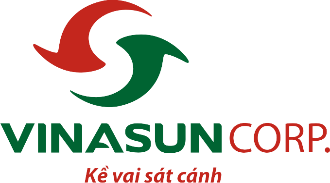 VINASUN CORP.
Kề vai sát cánh